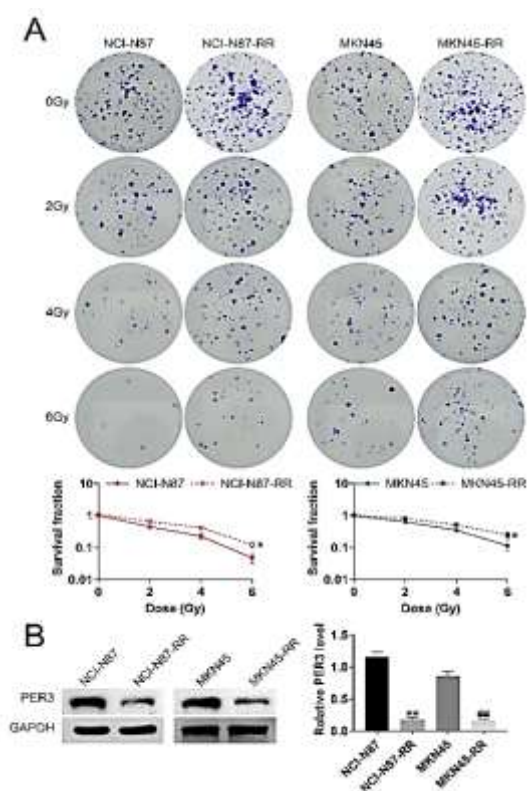 A
NCI-N87 NCI-N87-RR MKN45 MKN45-RR
0Gy
2Gy
4Gy
6Gy
NCI-N87 NCI-N87-RR
10
1
0.1
0.01
Survival fraction
0 2 4 6
Dose (Gy)
MKN45 MKN45-RR
10
1
0.1
0.01
Survival fraction
0 2 4 6
Dose (Gy)
B
NCI-N87 NCI-N87-RR MKN45 MKN45-RR
PER3
GAPDH
Relative PER3 level
1.5
1.0
0.5
0.0
**
NCI-N87 NCI-N87-RR MKN45 MKN45-RR